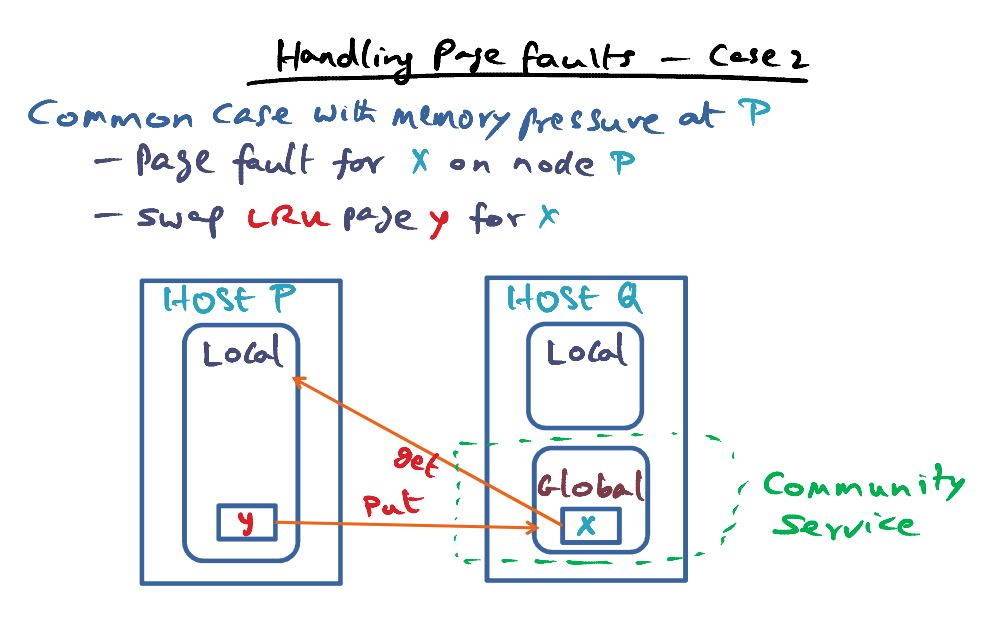 Handling Page faults – Case 2
Common case with memory pressure at P
– Page fault for X on node P
– swap LRU page y for X
Host P
Host Q
Local
Local
get
Global
Put
y
X
Community
Service